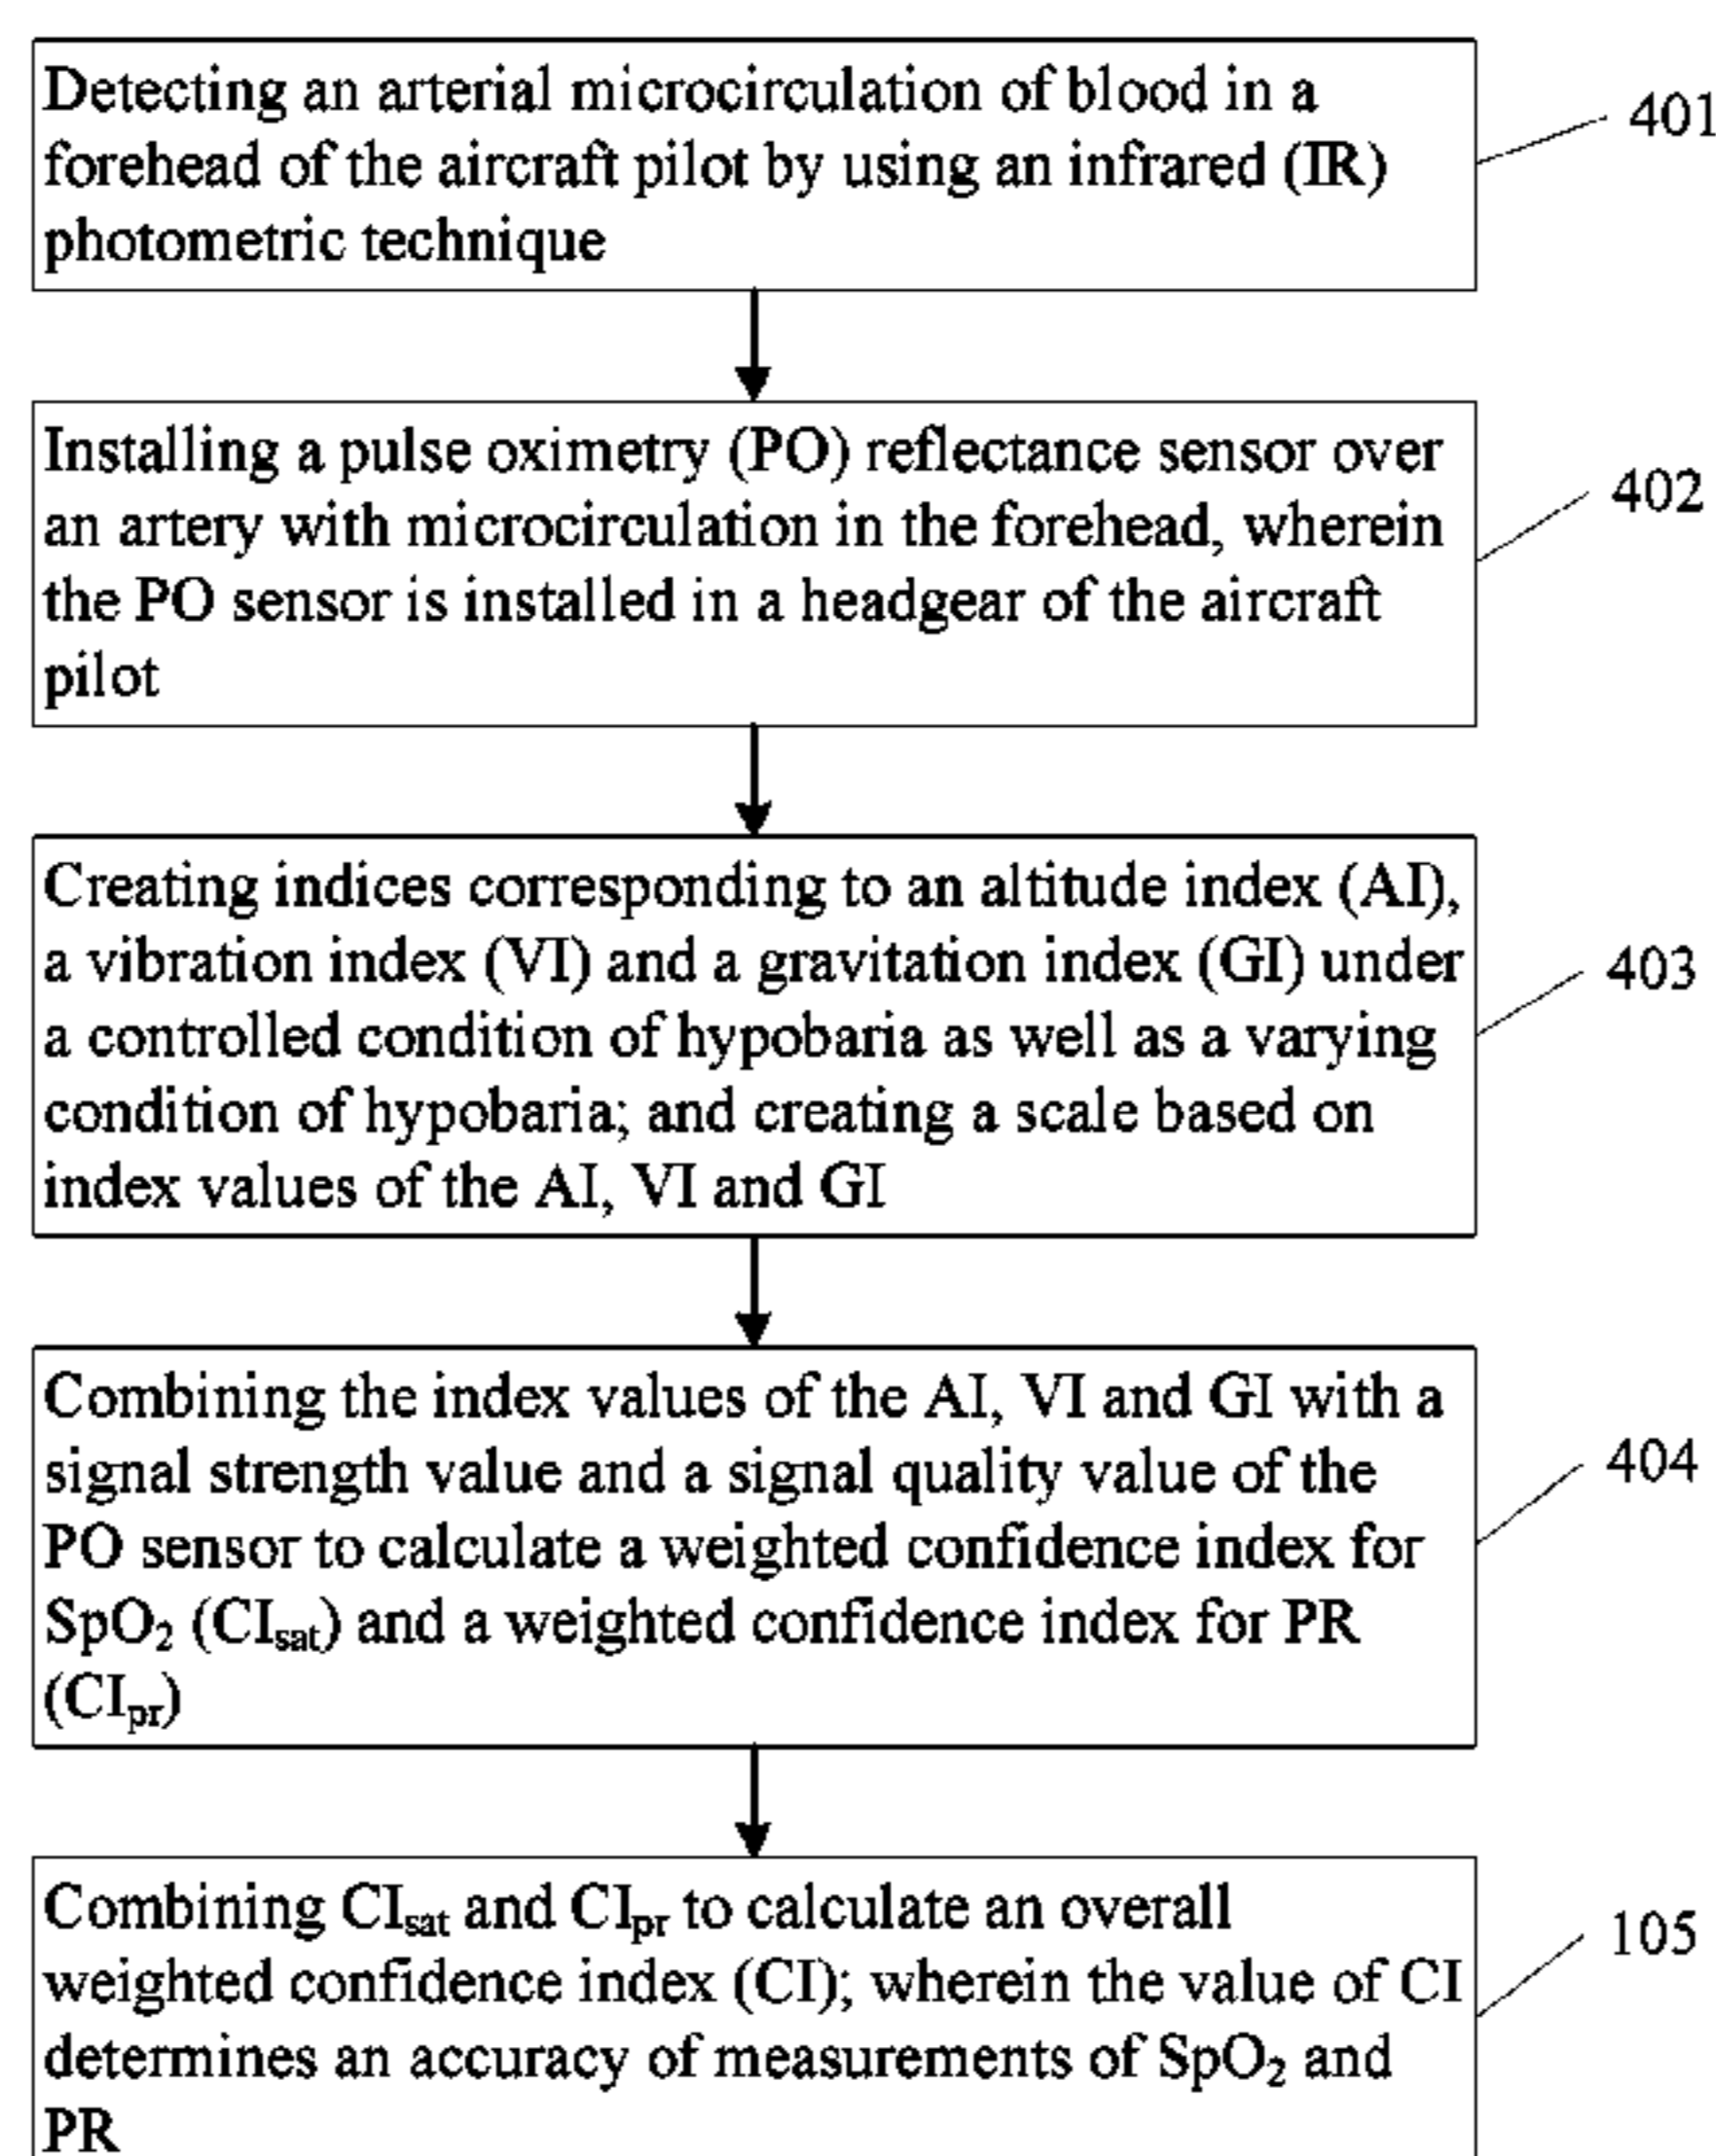 Detecting an arterial microcirculation of blood in a
forehead of the aircraft pilot by using an infrared (IR)
photometric technique
401
Installing a pulse oximetry (PO) reflectance sensor over
an artery with microcirculation in the forehead, wherein
the PO sensor is installed in a headgear of the aircraft
pilot
402
Creating indices corresponding to an altitude index (AI),
a vibration index (VI) and a gravitation index (GI) under
a controlled condition of hypobaria as well as a varying
condition of hypobaria; and creating a scale based on
index values of the AI, VI and GI
403
Combining the index values of the AI, VI and GI with a
signal strength value and a signal quality value of the
PO sensor to calculate a weighted confidence index for
SpO₂ (CIsat) and a weighted confidence index for PR
(CIpr)
404
Combining CIsat and CIpr to calculate an overall
weighted confidence index (CI); wherein the value of CI
determines an accuracy of measurements of SpO₂ and
PR
105